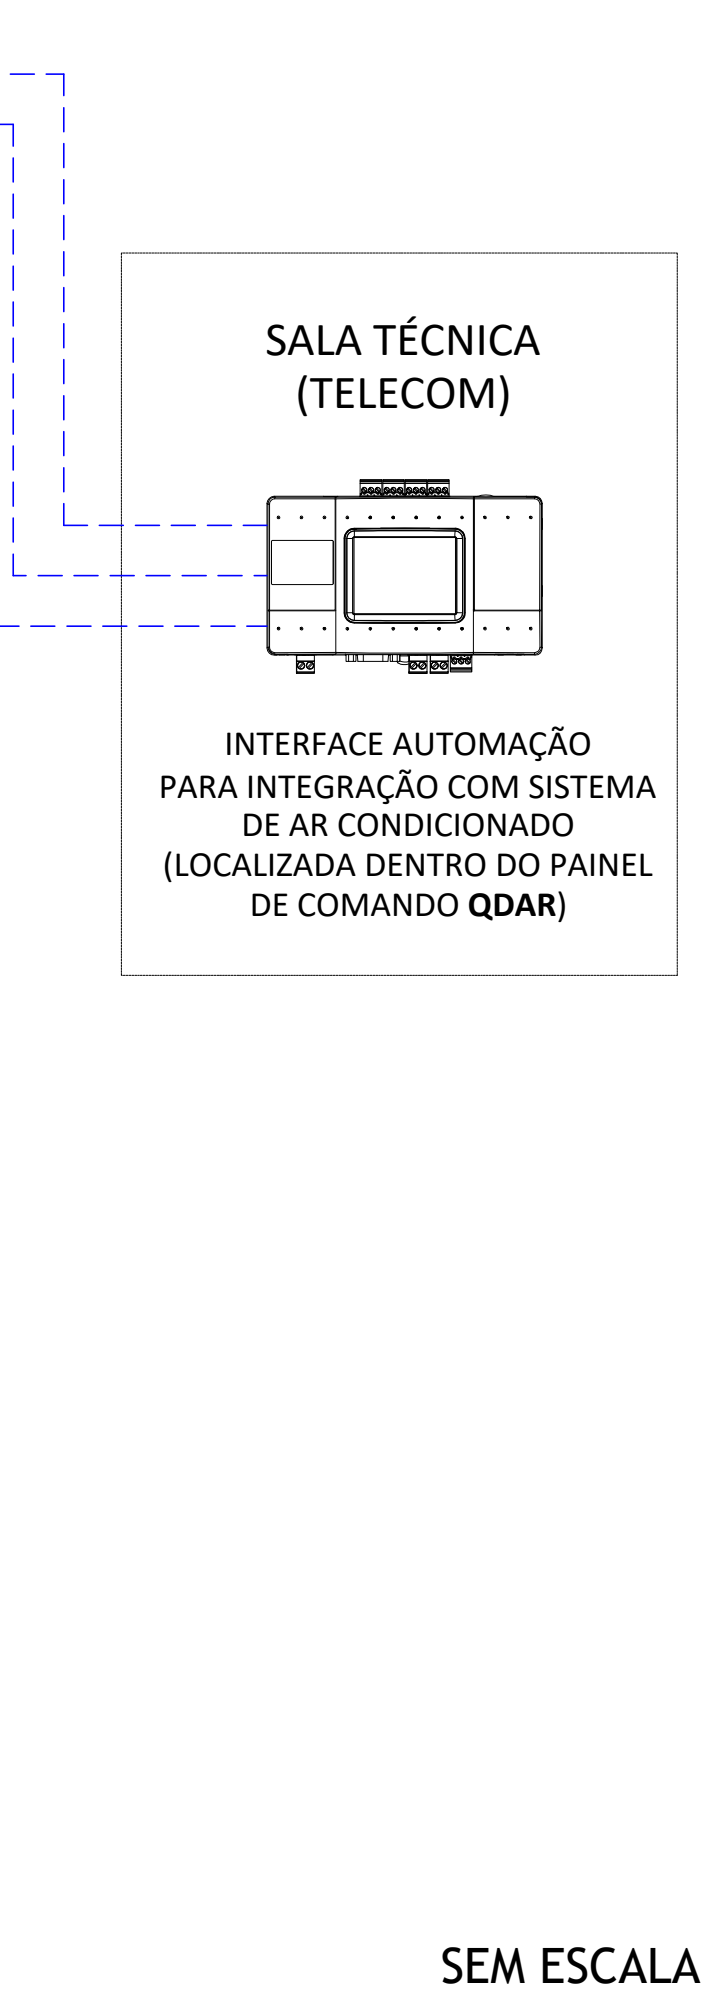 SALA TÉCNICA
(TELECOM)
INTERFACE AUTOMAÇÃO
PARA INTEGRAÇÃO COM SISTEMA
DE AR CONDICIONADO
(LOCALIZADA DENTRO DO PAINEL
DE COMANDO QDAR)
SEM ESCALA